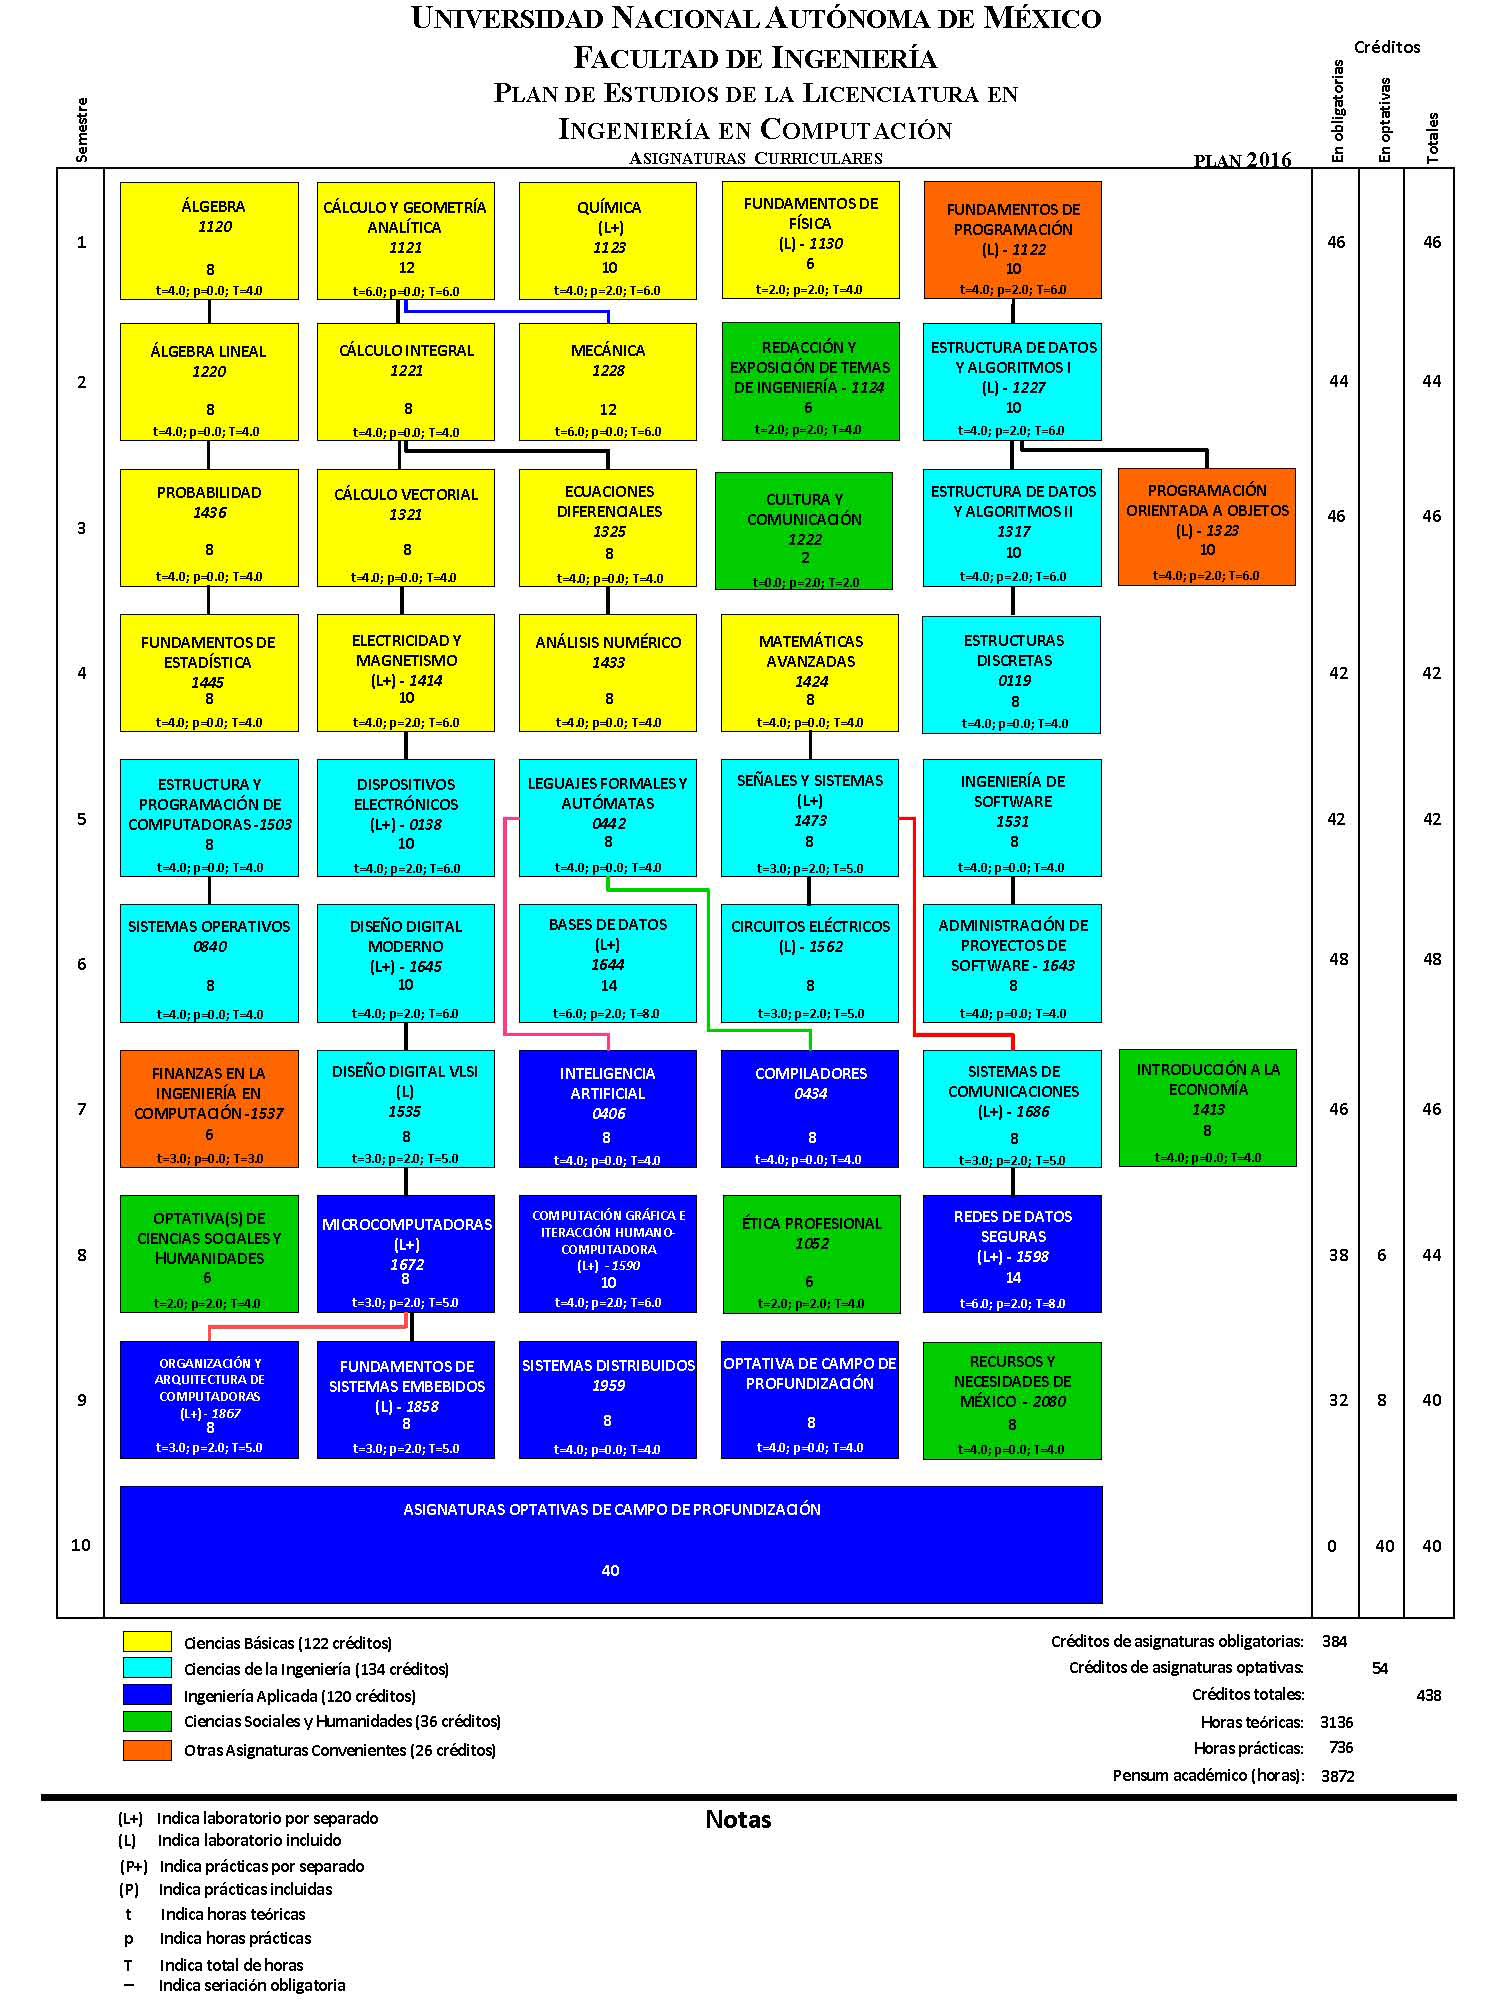 UNIVERSIDAD NACIONAL AUTÓNOMA DE MÉXICO
FACULTAD DE INGENIERÍA
PLAN DE ESTUDIOS DE LA LICENCIATURA EN
INGENIERÍA EN COMPUTACIÓN
ASIGNATURAS CURRICULARES
PLAN 2016
Semestre
Créditos
En obligatorias
En optativas
Totales
1
ÁLGEBRA
1120
8
t=4.0; p=0.0; T=4.0
CÁLCULO Y GEOMETRÍA
ANALÍTICA
1121
12
t=6.0; p=0.0; T=6.0
QUÍMICA
(L+)
1123
10
t=4.0; p=2.0; T=6.0
FUNDAMENTOS DE
FÍSICA
(L) - 1130
6
t=2.0; p=2.0; T=4.0
FUNDAMENTOS DE
PROGRAMACIÓN
(L) - 1122
10
t=4.0; p=2.0; T=6.0
46
46
2
ÁLGEBRA LINEAL
1220
8
t=4.0; p=0.0; T=4.0
CÁLCULO INTEGRAL
1221
8
t=4.0; p=0.0; T=4.0
MECÁNICA
1228
12
t=6.0; p=0.0; T=6.0
REDACCIÓN Y
EXPOSICIÓN DE TEMAS
DE INGENIERÍA - 1124
6
t=2.0; p=2.0; T=4.0
ESTRUCTURA DE DATOS
Y ALGORITMOS I
(L) - 1227
10
t=4.0; p=2.0; T=6.0
44
44
3
PROBABILIDAD
1436
8
t=4.0; p=0.0; T=4.0
CÁLCULO VECTORIAL
1321
8
t=4.0; p=0.0; T=4.0
ECUACIONES
DIFERENCIALES
1325
8
t=4.0; p=0.0; T=4.0
CULTURA Y
COMUNICACIÓN
1222
2
t=0.0; p=2.0; T=2.0
ESTRUCTURA DE DATOS
Y ALGORITMOS II
1317
10
t=4.0; p=2.0; T=6.0
PROGRAMACIÓN
ORIENTADA A OBJETOS
(L) - 1323
10
t=4.0; p=2.0; T=6.0
46
46
4
FUNDAMENTOS DE
ESTADÍSTICA
1445
8
t=4.0; p=0.0; T=4.0
ELECTRICIDAD Y
MAGNETISMO
(L+) - 1414
10
t=4.0; p=2.0; T=6.0
ANÁLISIS NUMÉRICO
1433
8
t=4.0; p=0.0; T=4.0
MATEMÁTICAS
AVANZADAS
1424
8
t=4.0; p=0.0; T=4.0
ESTRUCTURAS
DISCRETAS
0119
8
t=4.0; p=0.0; T=4.0
42
42
5
ESTRUCTURA Y
PROGRAMACIÓN DE
COMPUTADORAS -1503
8
t=4.0; p=0.0; T=4.0
DISPOSITIVOS
ELECTRÓNICOS
(L+) - 0138
10
t=4.0; p=2.0; T=6.0
LEGUAJES FORMALES Y
AUTÓMATAS
0442
8
t=4.0; p=0.0; T=4.0
SEÑALES Y SISTEMAS
(L+)
1473
8
t=3.0; p=2.0; T=5.0
INGENIERÍA DE
SOFTWARE
1531
8
t=4.0; p=0.0; T=4.0
42
42
6
SISTEMAS OPERATIVOS
0840
8
t=4.0; p=0.0; T=4.0
DISEÑO DIGITAL
MODERNO
(L+) - 1645
10
t=4.0; p=2.0; T=6.0
BASES DE DATOS
(L+)
1644
14
t=6.0; p=2.0; T=8.0
CIRCUITOS ELÉCTRICOS
(L) - 1562
8
t=3.0; p=2.0; T=5.0
ADMINISTRACIÓN DE
PROYECTOS DE
SOFTWARE - 1643
8
t=4.0; p=0.0; T=4.0
48
48
7
FINANZAS EN LA
INGENIERÍA EN
COMPUTACIÓN -1537
6
t=3.0; p=0.0; T=3.0
DISEÑO DIGITAL VLSI
(L)
1535
8
t=3.0; p=2.0; T=5.0
INTELIGENCIA
ARTIFICIAL
0406
8
t=4.0; p=0.0; T=4.0
COMPILADORES
0434
8
t=4.0; p=0.0; T=4.0
SISTEMAS DE
COMUNICACIONES
(L+) - 1686
8
t=3.0; p=2.0; T=5.0
INTRODUCCIÓN A LA
ECONOMÍA
1413
8
t=4.0; p=0.0; T=4.0
46
46
8
OPTATIVA(S) DE
CIENCIAS SOCIALES Y
HUMANIDADES
6
t=2.0; p=2.0; T=4.0
MICROCOMPUTADORAS
(L+)
1672
8
t=3.0; p=2.0; T=5.0
COMPUTACIÓN GRÁFICA E
ITERACCIÓN HUMANO-
COMPUTADORA
(L+) - 1590
10
t=4.0; p=2.0; T=6.0
ÉTICA PROFESIONAL
1052
6
t=2.0; p=2.0; T=4.0
REDES DE DATOS
SEGURAS
(L+) - 1598
14
t=6.0; p=2.0; T=8.0
38
6
44
9
ORGANIZACIÓN Y
ARQUITECTURA DE
COMPUTADORAS
(L+) - 1867
8
t=3.0; p=2.0; T=5.0
FUNDAMENTOS DE
SISTEMAS EMBEBIDOS
(L) - 1858
8
t=3.0; p=2.0; T=5.0
SISTEMAS DISTRIBUIDOS
1959
8
t=4.0; p=0.0; T=4.0
OPTATIVA DE CAMPO DE
PROFUNDIZACIÓN
8
t=4.0; p=0.0; T=4.0
RECURSOS Y
NECESIDADES DE
MÉXICO - 2080
8
t=4.0; p=0.0; T=4.0
32
8
40
10
ASIGNATURAS OPTATIVAS DE CAMPO DE PROFUNDIZACIÓN
40
0
40
40
Ciencias Básicas (122 créditos)
Ciencias de la Ingeniería (134 créditos)
Ingeniería Aplicada (120 créditos)
Ciencias Sociales y Humanidades (36 créditos)
Otras Asignaturas Convenientes (26 créditos)
Créditos de asignaturas obligatorias: 384
Créditos de asignaturas optativas: 54
Créditos totales: 438
Horas teóricas: 3136
Horas prácticas: 736
Pensum académico (horas): 3872
Notas
(L+) Indica laboratorio por separado
(L) Indica laboratorio incluido
(P+) Indica prácticas por separado
(P) Indica prácticas incluidas
t Indica horas teóricas
p Indica horas prácticas
T Indica total de horas
– Indica seriación obligatoria